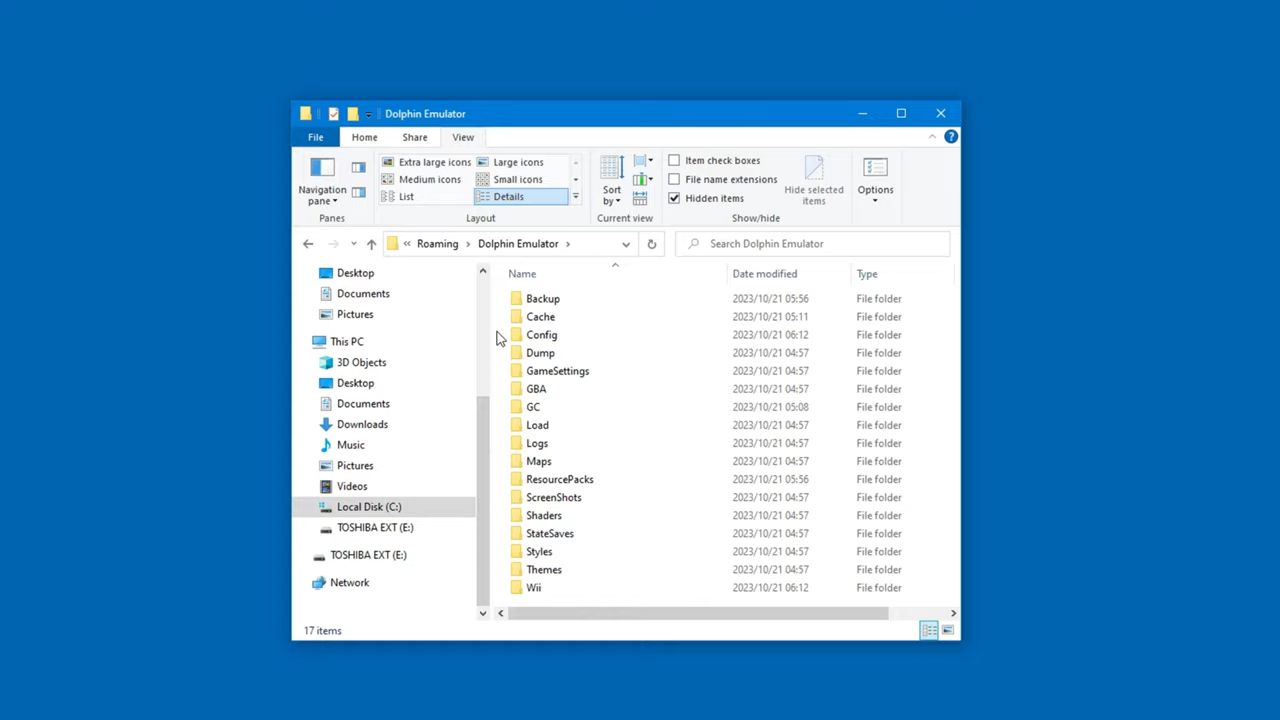 Dolphin Emulator
File Home Share View
Navigation pane
Panes
Extra large icons Large icons
Medium icons Small icons
List Details
Layout
Sort by
Current view
Item check boxes
File name extensions
Hidden items
Hide selected items
Show/hide
Options
« Roaming > Dolphin Emulator >
Search Dolphin Emulator
Desktop
Documents
Pictures
This PC
3D Objects
Desktop
Documents
Downloads
Music
Pictures
Videos
Local Disk (C:)
TOSHIBA EXT (E:)
TOSHIBA EXT (E:)
Network
Name Date modified Type
Backup 2023/10/21 05:56 File folder
Cache 2023/10/21 05:11 File folder
Config 2023/10/21 06:12 File folder
Dump 2023/10/21 04:57 File folder
GameSettings 2023/10/21 04:57 File folder
GBA 2023/10/21 04:57 File folder
GC 2023/10/21 05:08 File folder
Load 2023/10/21 04:57 File folder
Logs 2023/10/21 04:57 File folder
Maps 2023/10/21 04:57 File folder
ResourcePacks 2023/10/21 05:56 File folder
ScreenShots 2023/10/21 04:57 File folder
Shaders 2023/10/21 04:57 File folder
StateSaves 2023/10/21 04:57 File folder
Styles 2023/10/21 04:57 File folder
Themes 2023/10/21 04:57 File folder
Wii 2023/10/21 06:12 File folder
17 items